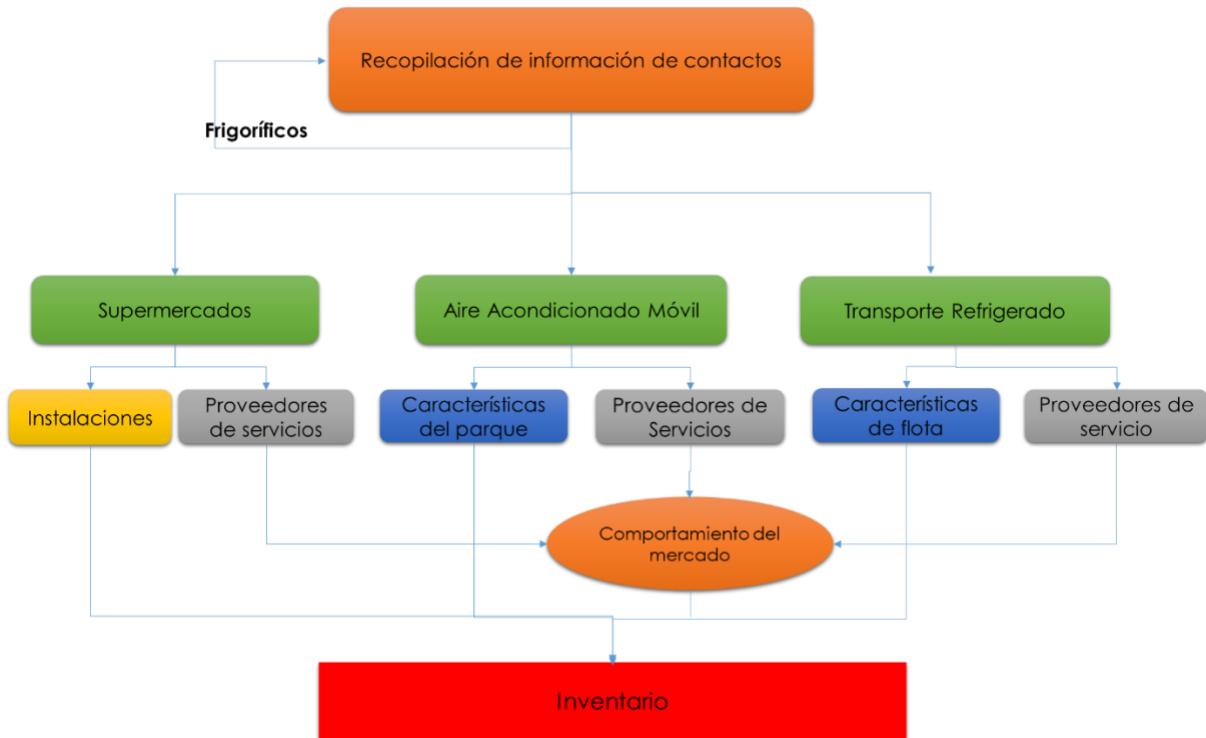 Recopilación de información de contactos
Frigoríficos
Supermercados
Aire Acondicionado Móvil
Transporte Refrigerado
Instalaciones
Proveedores
de servicios
Características
del parque
Proveedores de
Servicios
Características
de flota
Proveedores de
servicio
Comportamiento del
mercado
Inventario